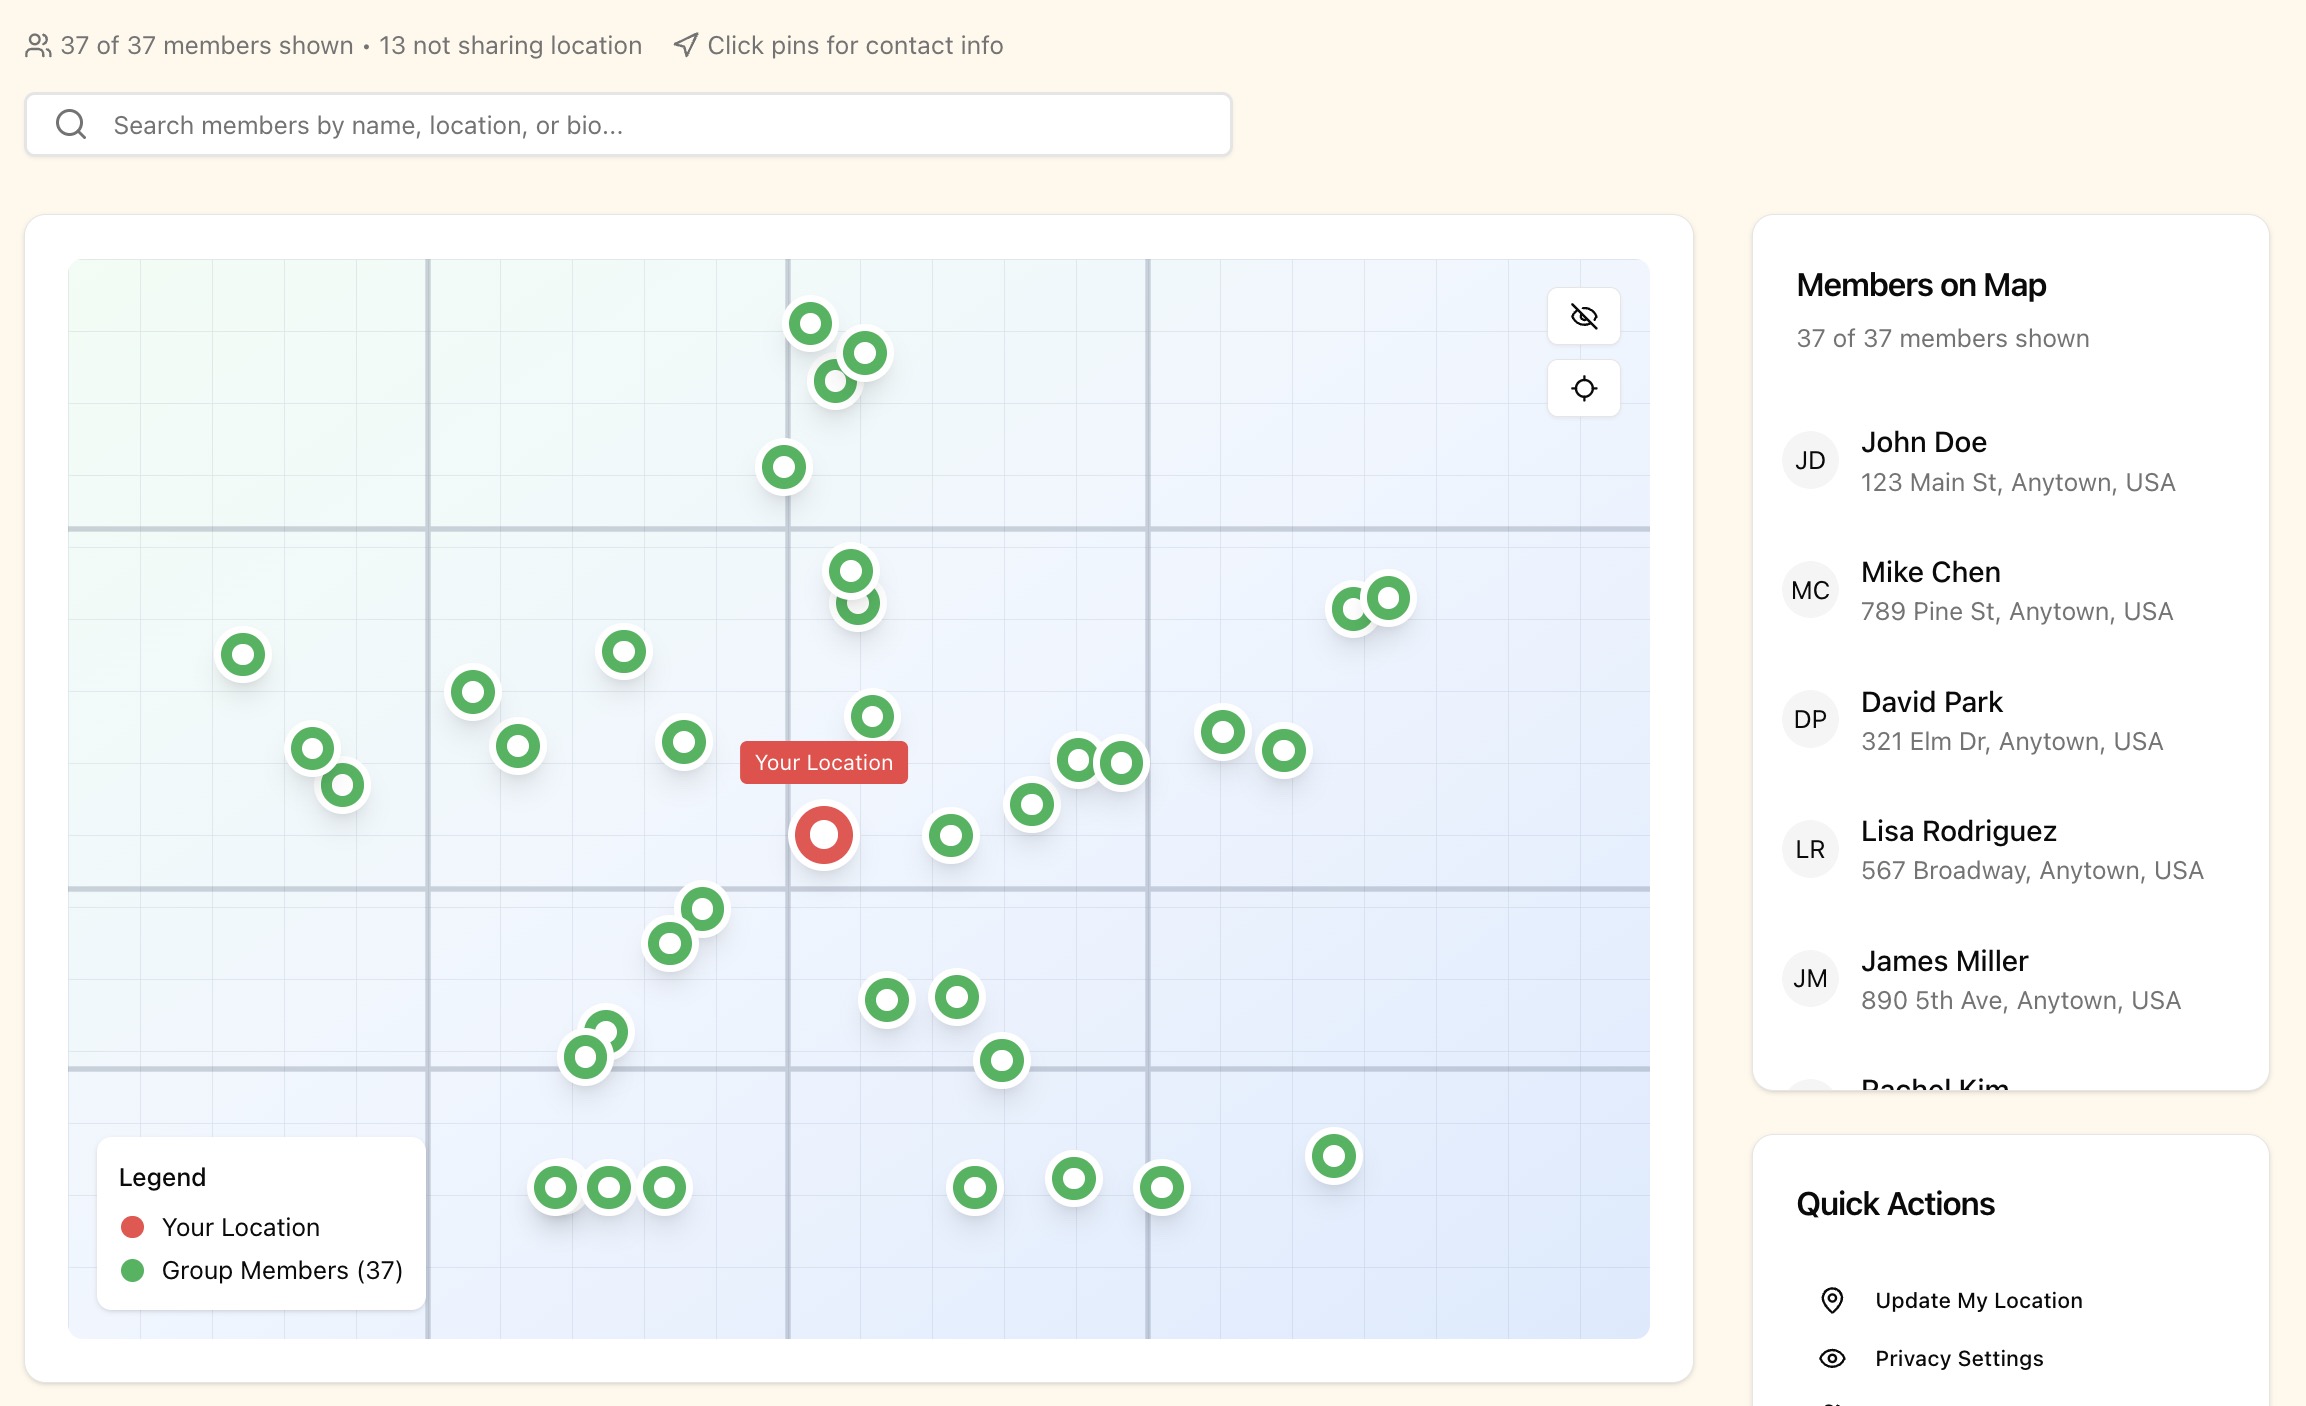 37 of 37 members shown • 13 not sharing location
Click pins for contact info
Search members by name, location, or bio...
Your Location
Legend
Your Location
Group Members (37)
Members on Map
37 of 37 members shown
JD
John Doe
123 Main St, Anytown, USA
MC
Mike Chen
789 Pine St, Anytown, USA
DP
David Park
321 Elm Dr, Anytown, USA
LR
Lisa Rodriguez
567 Broadway, Anytown, USA
JM
James Miller
890 5th Ave, Anytown, USA
Rachel Kim
Quick Actions
Update My Location
Privacy Settings